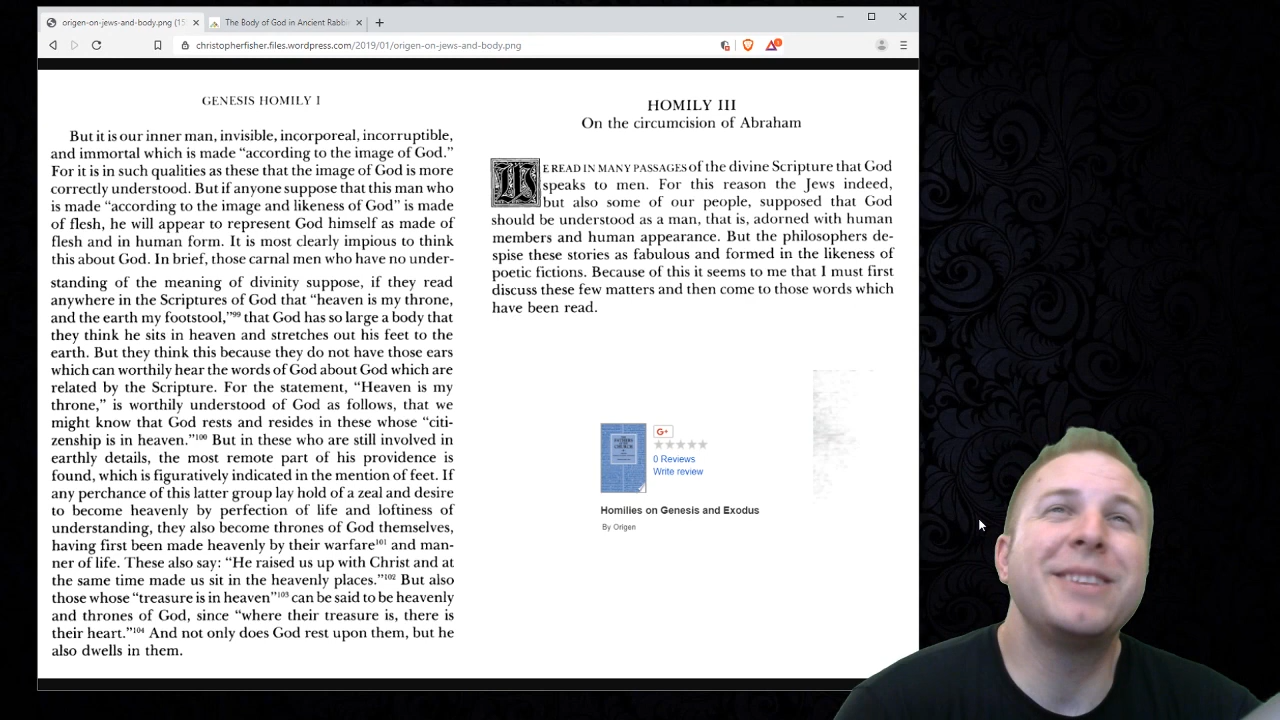 origen-on-jews-and-body.png (15
The Body of God in Ancient Rabbi
christopherfisher.files.wordpress.com/2019/01/origen-on-jews-and-body.png
GENESIS HOMILY I
But it is our inner man, invisible, incorporeal, incorruptible,
and immortal which is made “according to the image of God.”
For it is in such qualities as these that the image of God is more
correctly understood. But if anyone suppose that this man who
is made “according to the image and likeness of God” is made
of flesh, he will appear to represent God himself as made of
flesh and in human form. It is most clearly impious to think
this about God. In brief, those carnal men who have no under-
standing of the meaning of divinity suppose, if they read
anywhere in the Scriptures of God that “heaven is my throne,
and the earth my footstool,”99 that God has so large a body that
they think he sits in heaven and stretches out his feet to the
earth. But they think this because they do not have those ears
which can worthily hear the words of God about God which are
related by the Scripture. For the statement, “Heaven is my
throne,” is worthily understood of God as follows, that we
might know that God rests and resides in these whose “citi-
zenship is in heaven.”100 But in these who are still involved in
earthly details, the most remote part of his providence is
found, which is figuratively indicated in the mention of feet. If
any perchance of this latter group lay hold of a zeal and desire
to become heavenly by perfection of life and loftiness of
understanding, they also become thrones of God themselves,
having first been made heavenly by their warfare101 and man-
ner of life. These also say: “He raised us up with Christ and at
the same time made us sit in the heavenly places.”102 But also
those whose “treasure is in heaven”103 can be said to be heavenly
and thrones of God, since “where their treasure is, there is
their heart.”104 And not only does God rest upon them, but he
also dwells in them.
HOMILY III
On the circumcision of Abraham
WE READ IN MANY PASSAGES of the divine Scripture that God
speaks to men. For this reason the Jews indeed,
but also some of our people, supposed that God
should be understood as a man, that is, adorned with human
members and human appearance. But the philosophers de-
spise these stories as fabulous and formed in the likeness of
poetic fictions. Because of this it seems to me that I must first
discuss these few matters and then come to those words which
have been read.
G+
0 Reviews
Write review
Homilies on Genesis and Exodus
By Origen